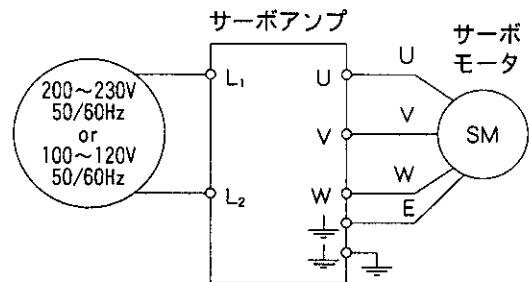 サーボアンプ
サーボ
モータ
200～230V
50/60Hz
or
100～120V
50/60Hz
L₁
L₂
U
V
W
U
V
W
E
SM